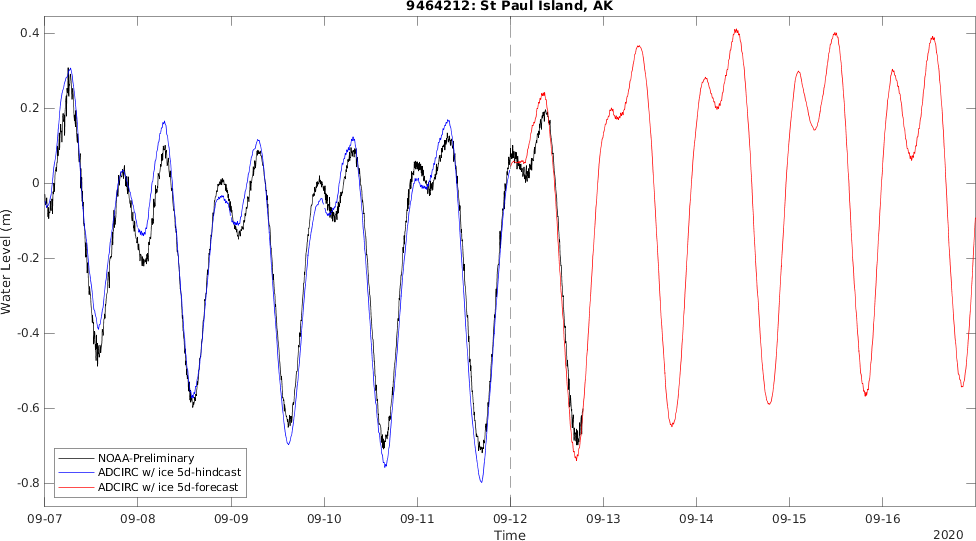 9464212: St Paul Island, AK
Water Level (m)
0.4
0.2
0
-0.2
-0.4
-0.6
-0.8
NOAA-Preliminary
ADCIRC w/ ice 5d-hindcast
ADCIRC w/ ice 5d-forecast
09-07 09-08 09-09 09-10 09-11 09-12 09-13 09-14 09-15 09-16
2020
Time